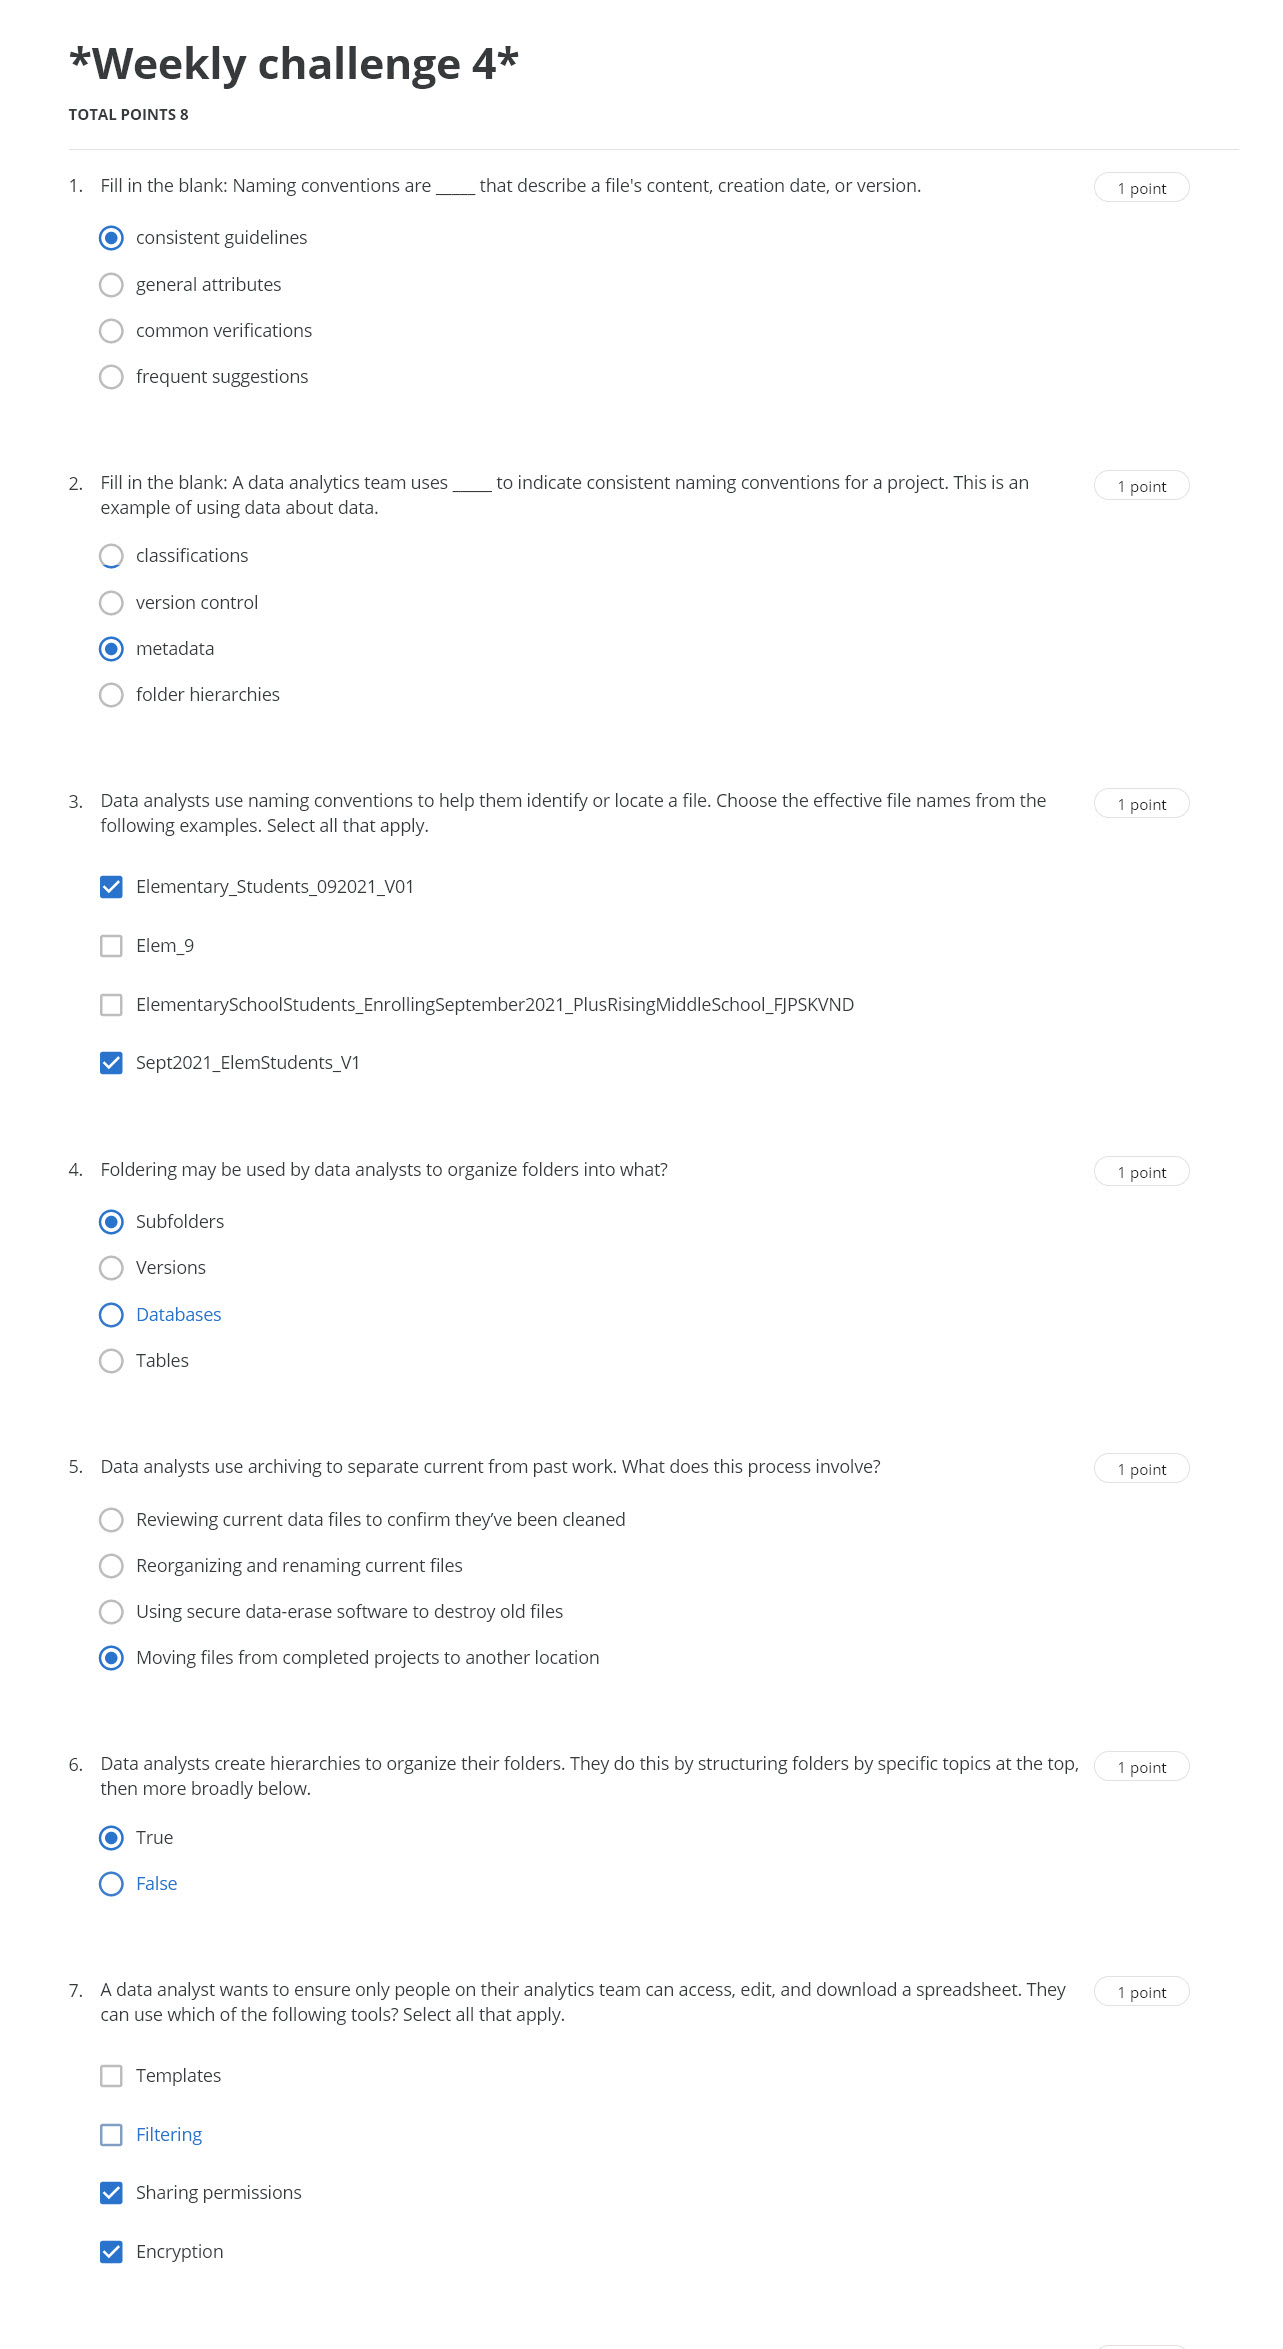 *Weekly challenge 4*
TOTAL POINTS 8
1. Fill in the blank: Naming conventions are _____ that describe a file's content, creation date, or version. 1 point
consistent guidelines
general attributes
common verifications
frequent suggestions
2. Fill in the blank: A data analytics team uses _____ to indicate consistent naming conventions for a project. This is an 1 point
example of using data about data.
classifications
version control
metadata
folder hierarchies
3. Data analysts use naming conventions to help them identify or locate a file. Choose the effective file names from the 1 point
following examples. Select all that apply.
Elementary_Students_092021_V01
Elem_9
ElementarySchoolStudents_EnrollingSeptember2021_PlusRisingMiddleSchool_FJPSKVND
Sept2021_ElemStudents_V1
4. Foldering may be used by data analysts to organize folders into what? 1 point
Subfolders
Versions
Databases
Tables
5. Data analysts use archiving to separate current from past work. What does this process involve? 1 point
Reviewing current data files to confirm they’ve been cleaned
Reorganizing and renaming current files
Using secure data-erase software to destroy old files
Moving files from completed projects to another location
6. Data analysts create hierarchies to organize their folders. They do this by structuring folders by specific topics at the top, 1 point
then more broadly below.
True
False
7. A data analyst wants to ensure only people on their analytics team can access, edit, and download a spreadsheet. They 1 point
can use which of the following tools? Select all that apply.
Templates
Filtering
Sharing permissions
Encryption